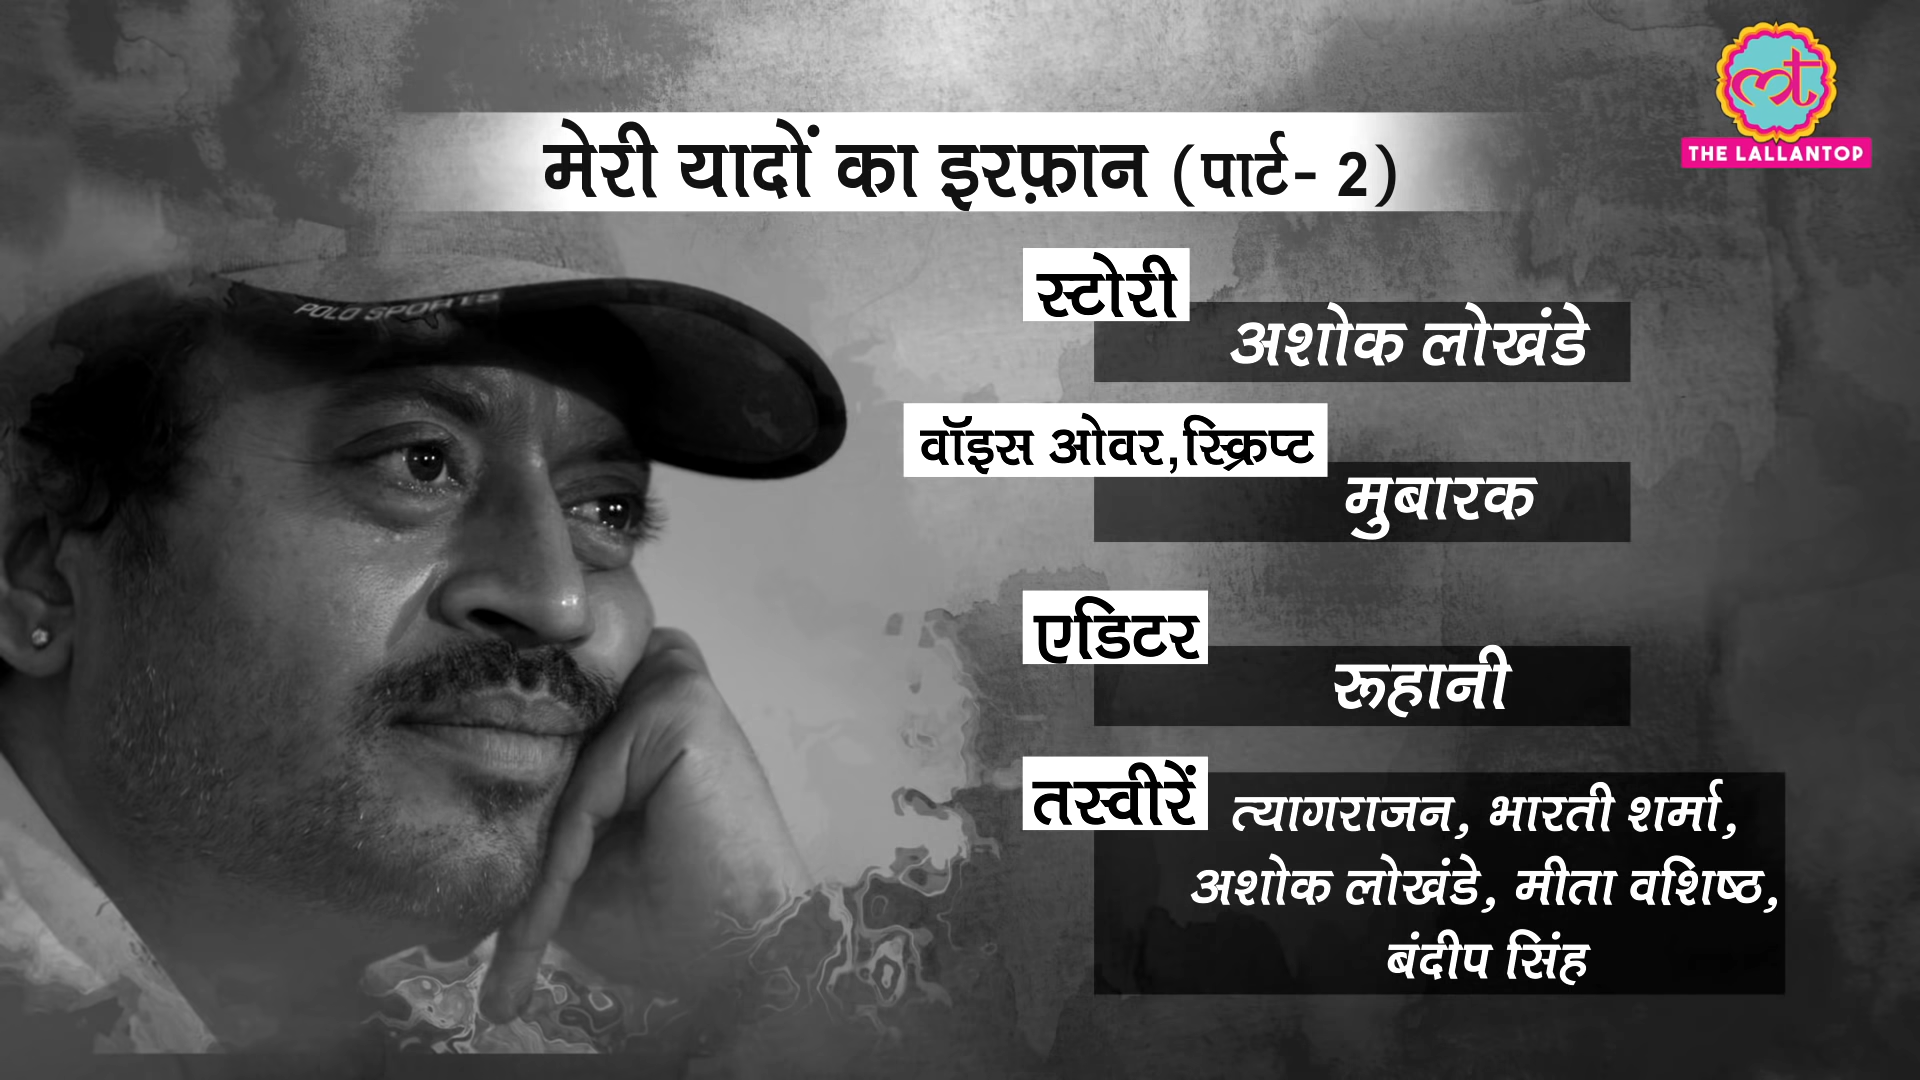 मेरी यादों का इरफ़ान (पार्ट- 2)
THE LALLANTOP
POLO SPORTS
स्टोरी
अशोक लोखंडे
वॉइस ओवर,स्क्रिप्ट
मुबारक
एडिटर
रूहानी
तस्वीरें
त्यागराजन, भारती शर्मा,
अशोक लोखंडे, मीता वशिष्ठ,
बंदीप सिंह